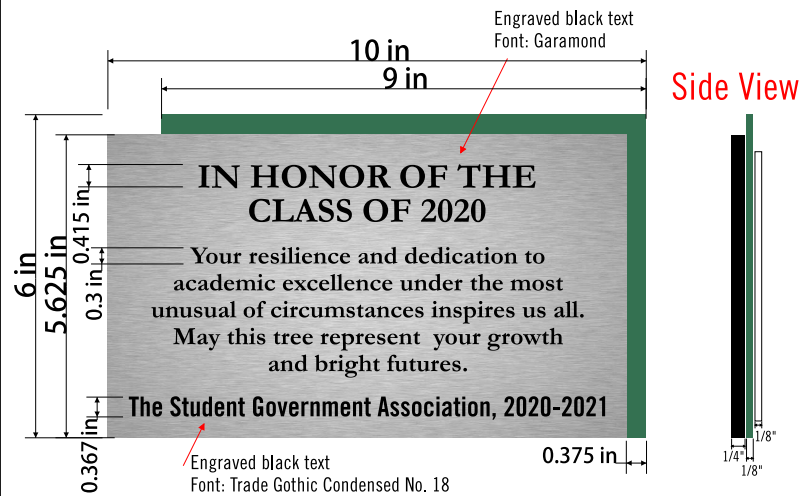 Engraved black text
Font: Garamond
10 in
9 in
Side View
6 in
5.625 in
0.415 in
0.3 in
0.367 in
IN HONOR OF THE
CLASS OF 2020
Your resilience and dedication to
academic excellence under the most
unusual of circumstances inspires us all.
May this tree represent your growth
and bright futures.
The Student Government Association, 2020-2021
Engraved black text
Font: Trade Gothic Condensed No. 18
0.375 in
1/8"
1/4"
1/8"